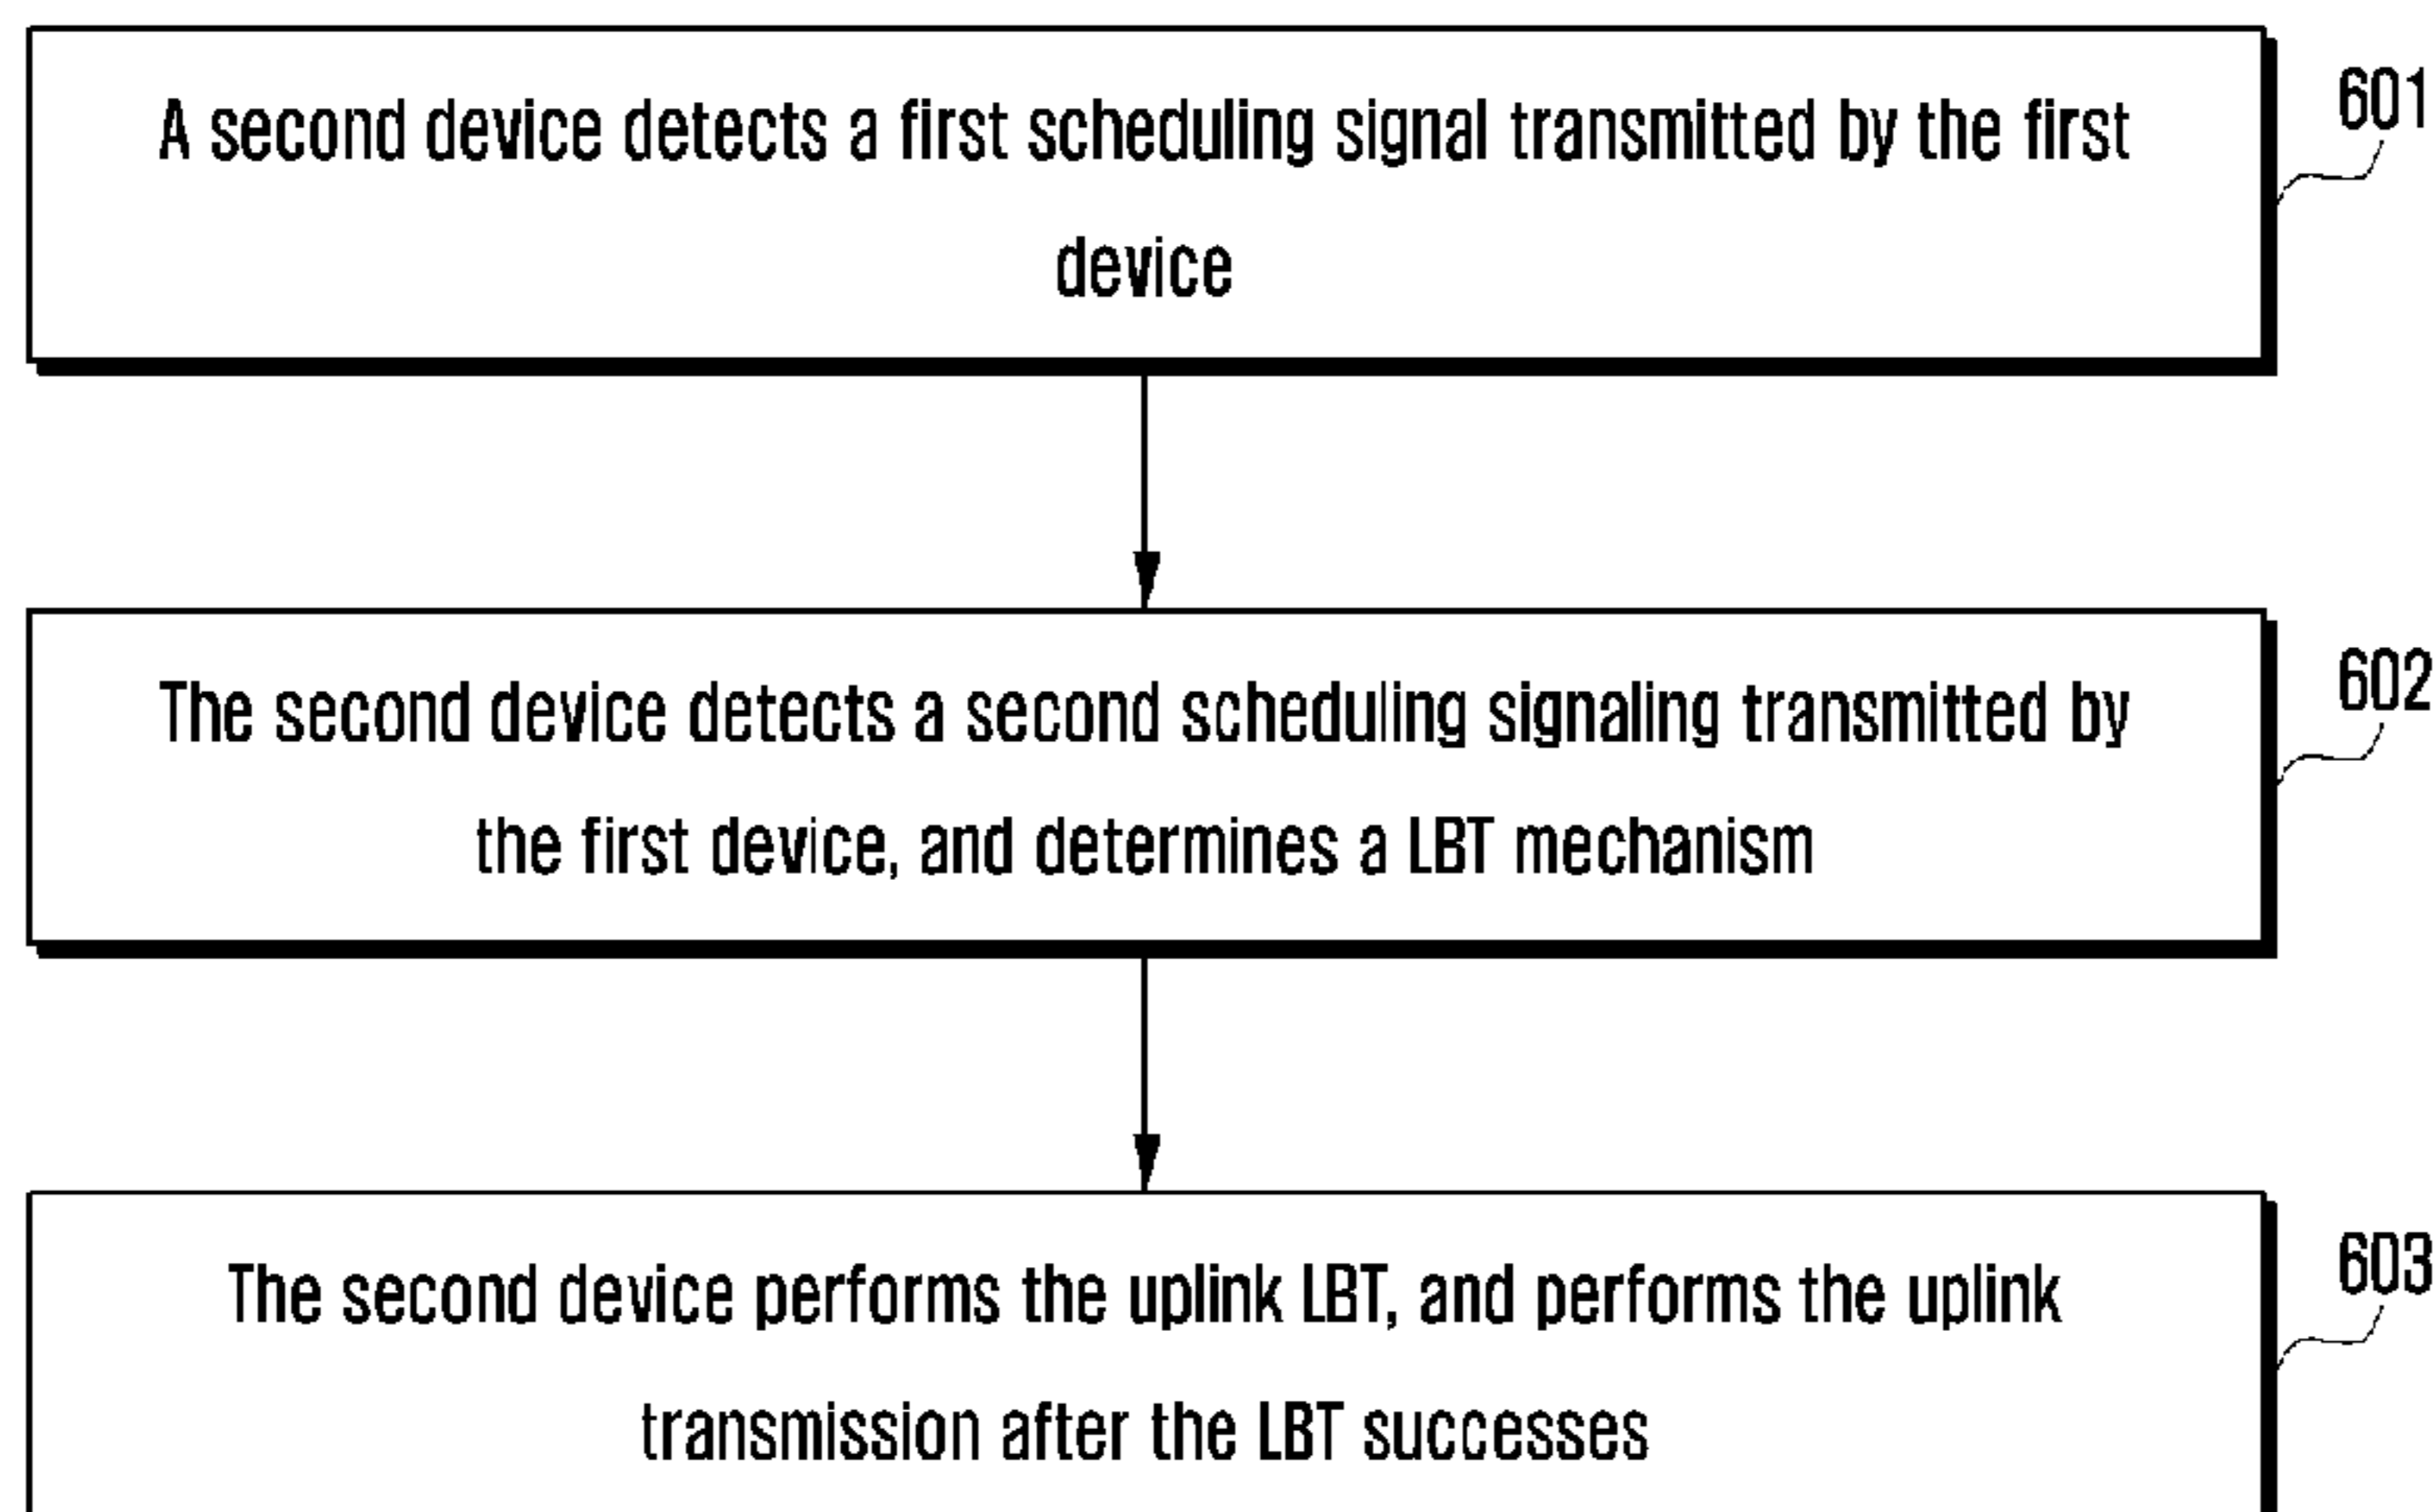 A second device detects a first scheduling signal transmitted by the first
device
601
The second device detects a second scheduling signaling transmitted by
the first device, and determines a LBT mechanism
602
The second device performs the uplink LBT, and performs the uplink
transmission after the LBT successes
603